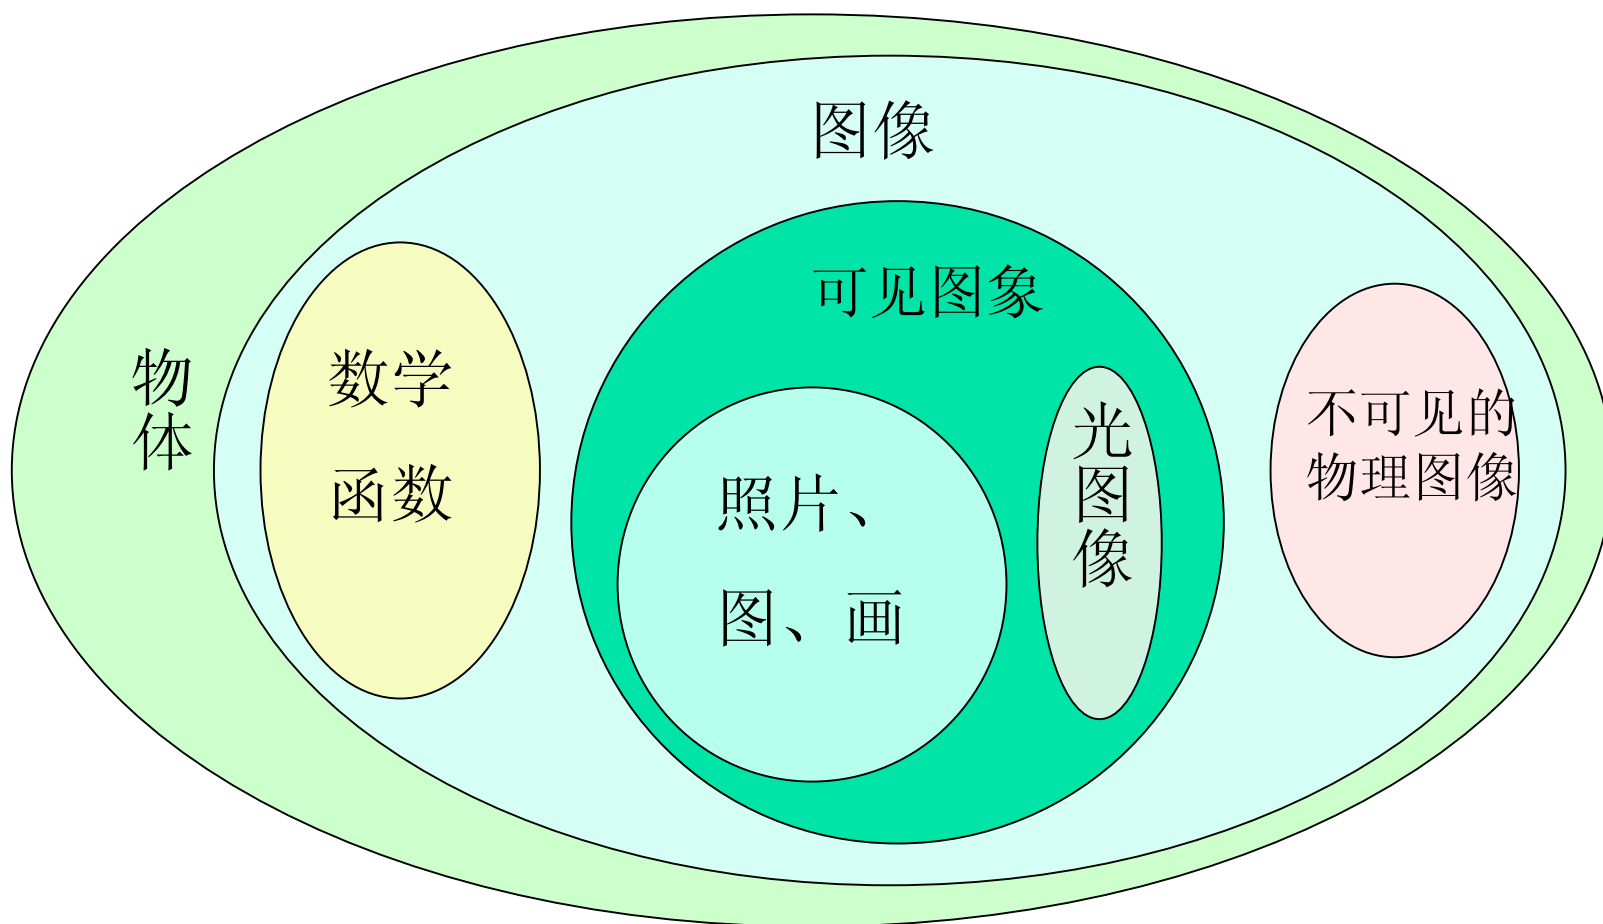 图像
可见图象
物
体
数学
函数
照片、
图、画
光
图
像
不可见的
物理图像